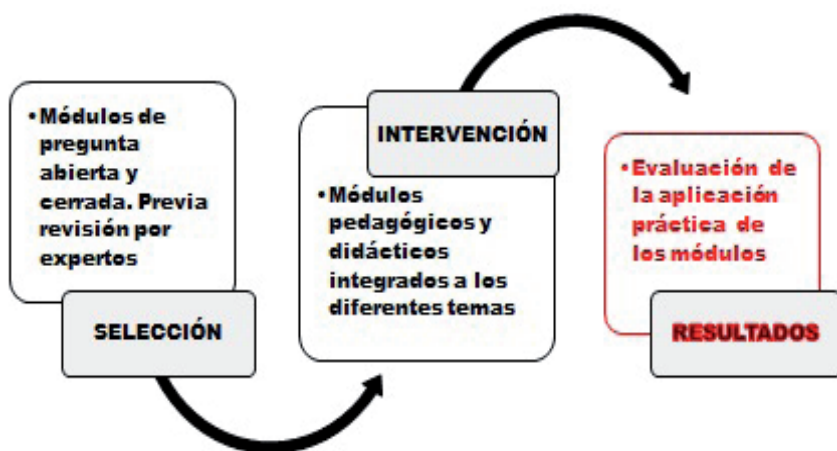 •Módulos de
pregunta
abierta y
cerrada. Previa
revisión por
expertos
SELECCIÓN
INTERVENCIÓN
•Módulos
pedagógicos y
didácticos
integrados a los
diferentes temas
•Evaluación de
la aplicación
práctica de
los módulos
RESULTADOS